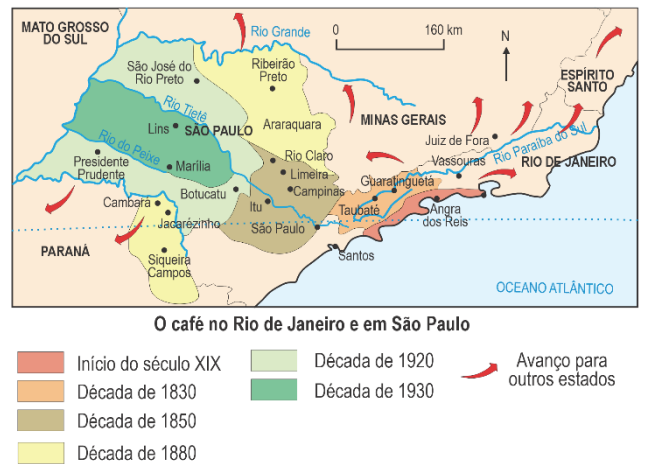 MATO GROSSO
DO SUL
Rio Grande
0
160 km
N
São José do
Rio Preto
Ribeirão
Preto
ESPÍRITO
SANTO
Rio Tietê
Lins
SÃO PAULO
Araraquara
MINAS GERAIS
Juiz de Fora
Rio Paraíba do Sul
Rio do Peixe
Presidente
Prudente
Marília
Rio Claro
Limeira
Campinas
Vassouras
RIO DE JANEIRO
Guaratinguetá
Botucatu
Itu
Taubaté
Angra
dos Reis
Cambará
Jacarézinho
São Paulo
PARANÁ
Siqueira
Campos
Santos
OCEANO ATLÂNTICO
O café no Rio de Janeiro e em São Paulo
Início do século XIX
Década de 1830
Década de 1850
Década de 1880
Década de 1920
Década de 1930
Avanço para
outros estados